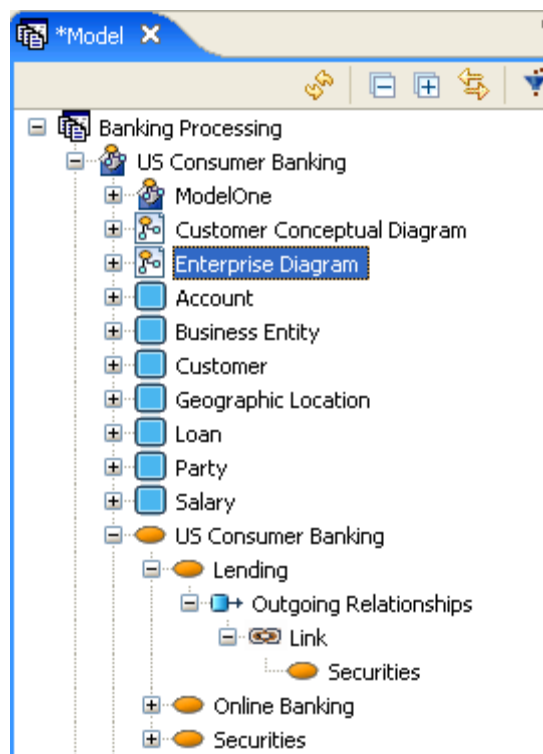 *Model
Banking Processing
US Consumer Banking
ModelOne
Customer Conceptual Diagram
Enterprise Diagram
Account
Business Entity
Customer
Geographic Location
Loan
Party
Salary
US Consumer Banking
Lending
Outgoing Relationships
Link
Securities
Online Banking
Securities